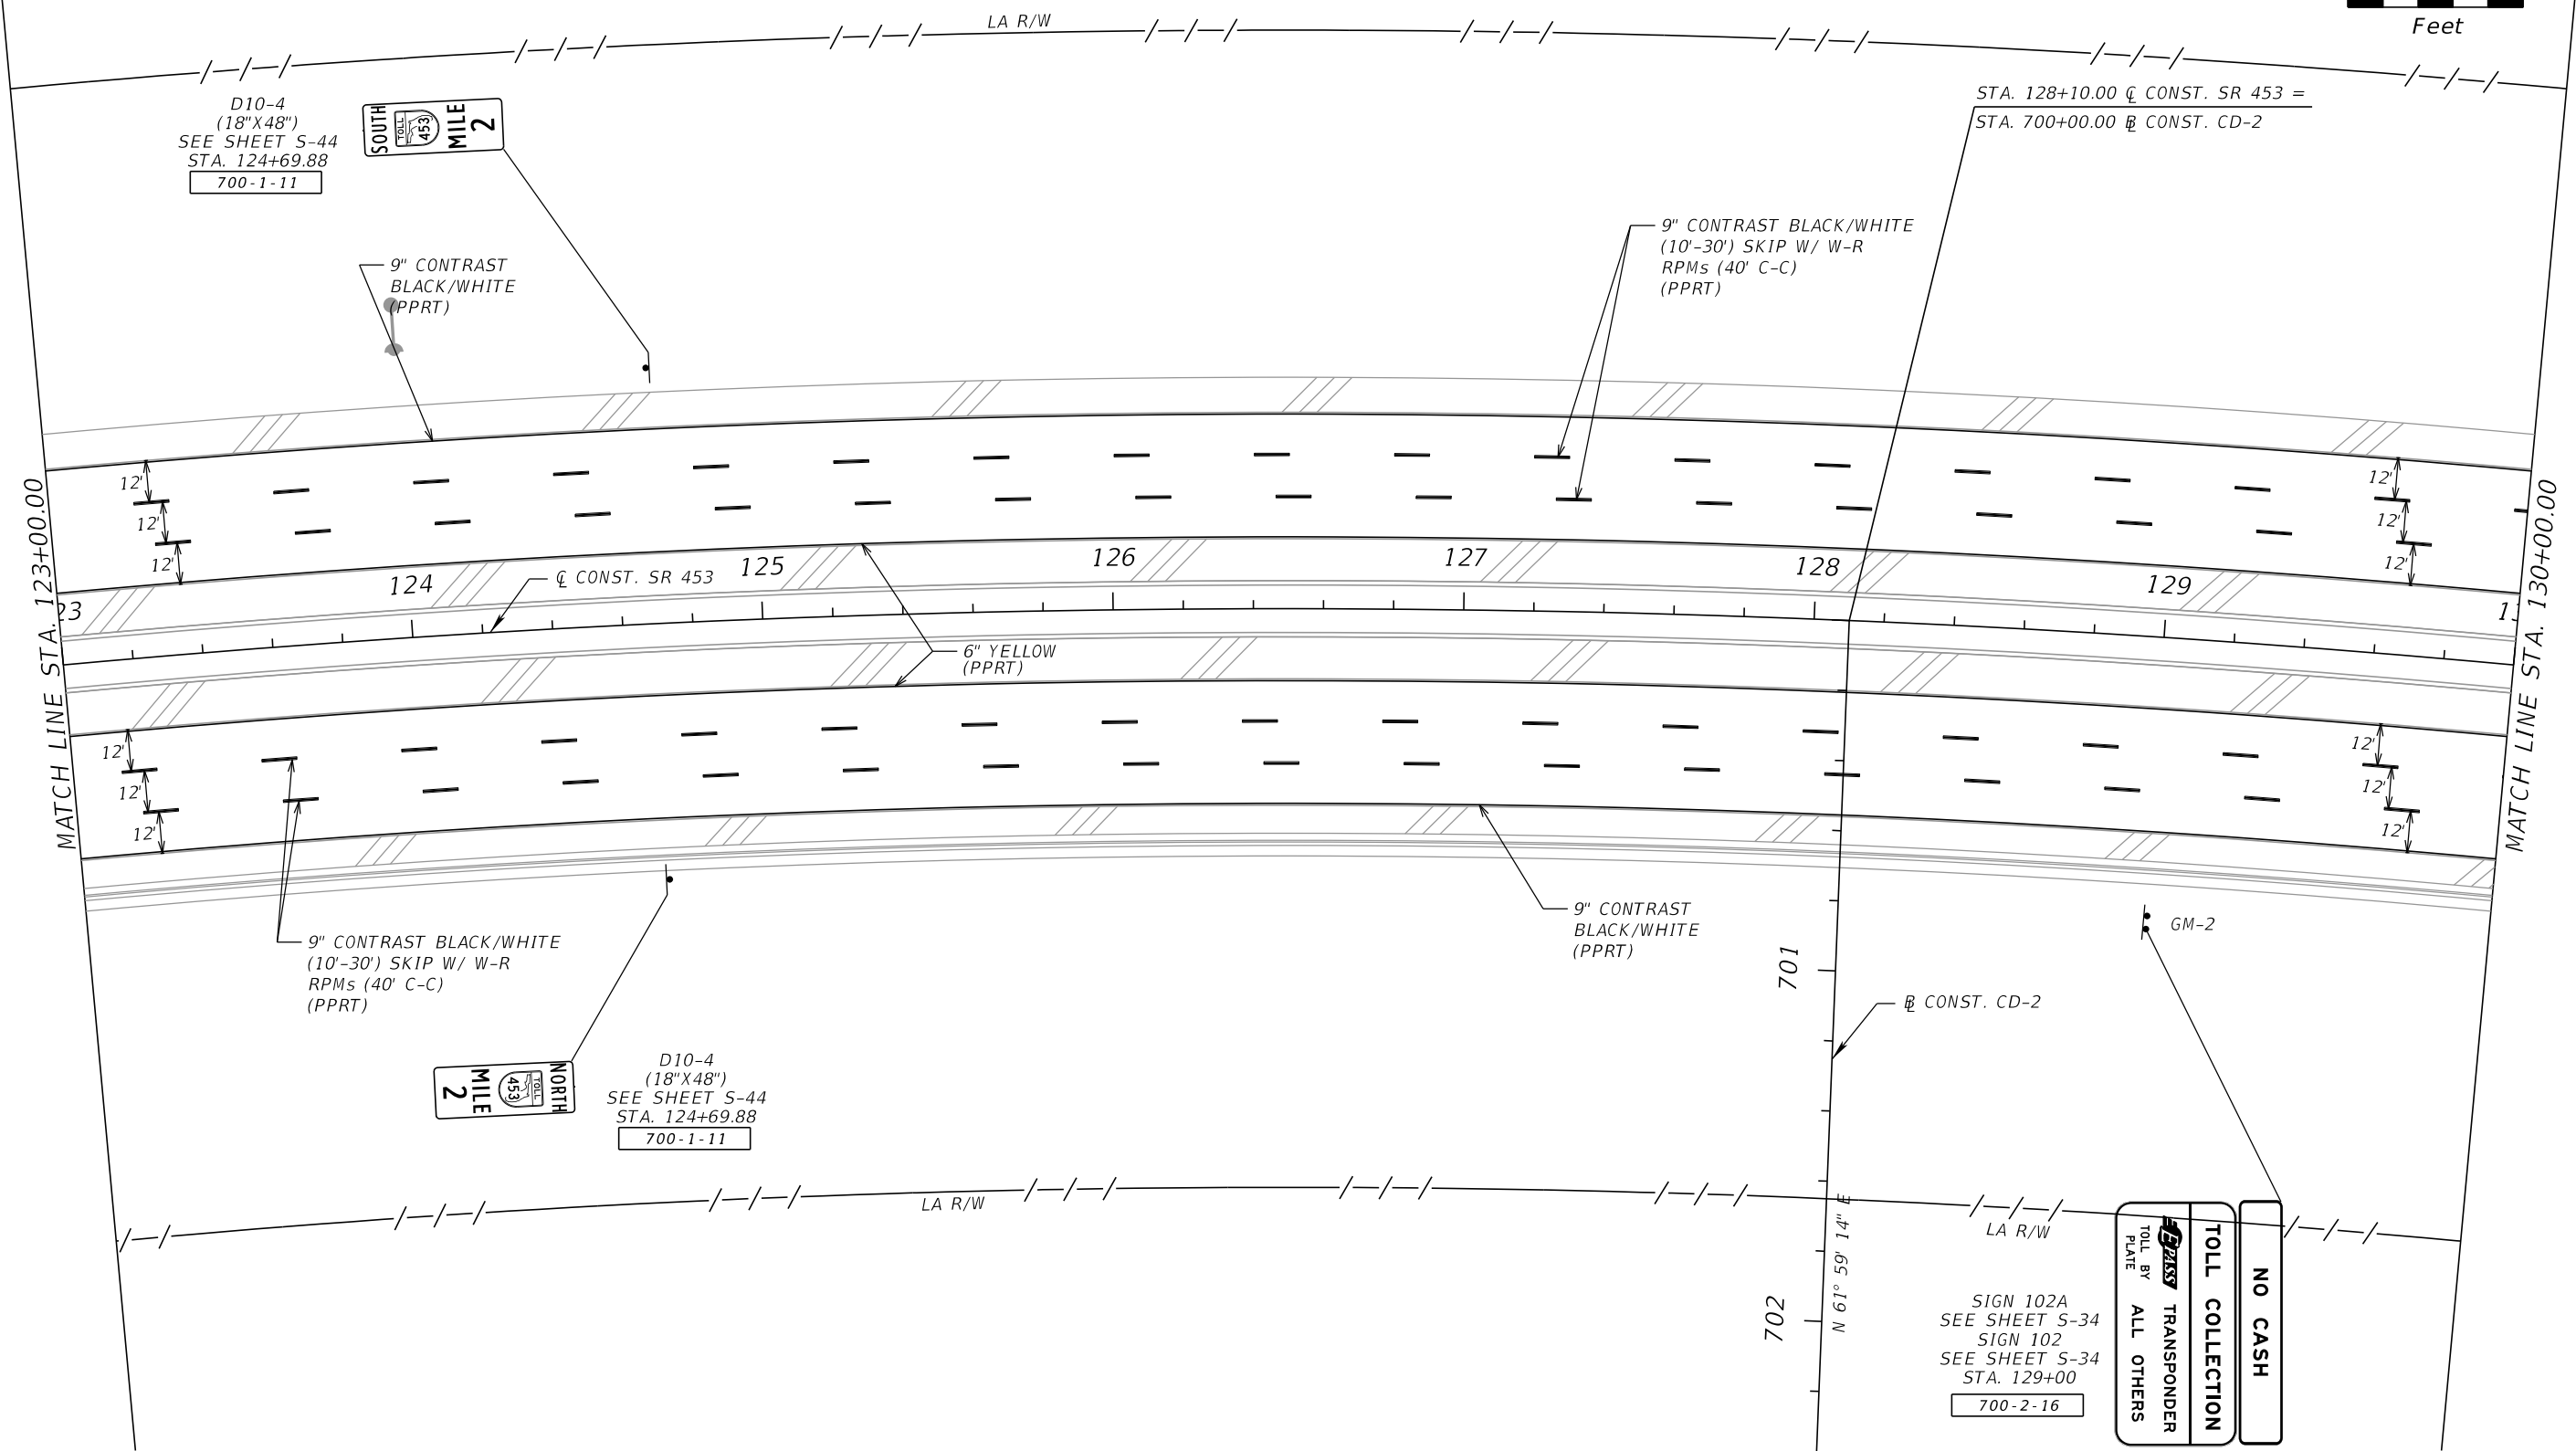 LA R/W
Feet
D10-4
(18"X48")
SEE SHEET S-44
STA. 124+69.88
700-1-11
SOUTH
TOLL
453
MILE
2
STA. 128+10.00 ℄ CONST. SR 453 =
STA. 700+00.00 BL CONST. CD-2
9" CONTRAST
BLACK/WHITE
(PPRT)
9" CONTRAST BLACK/WHITE
(10'-30') SKIP W/ W-R
RPMs (40' C-C)
(PPRT)
MATCH LINE STA. 123+00.00
12'
12'
12'
12'
12'
12'
MATCH LINE STA. 130+00.00
23
124
125
126
127
128
129
13
℄ CONST. SR 453
6" YELLOW
(PPRT)
12'
12'
12'
12'
12'
12'
9" CONTRAST BLACK/WHITE
(10'-30') SKIP W/ W-R
RPMs (40' C-C)
(PPRT)
9" CONTRAST
BLACK/WHITE
(PPRT)
GM-2
701
BL CONST. CD-2
NORTH
TOLL
453
MILE
2
D10-4
(18"X48")
SEE SHEET S-44
STA. 124+69.88
700-1-11
LA R/W
LA R/W
N 61° 59' 14" E
702
SIGN 102A
SEE SHEET S-34
SIGN 102
SEE SHEET S-34
STA. 129+00
700-2-16
NO CASH
TOLL COLLECTION
EPASS TRANSPONDER
TOLL BY
PLATE
ALL OTHERS